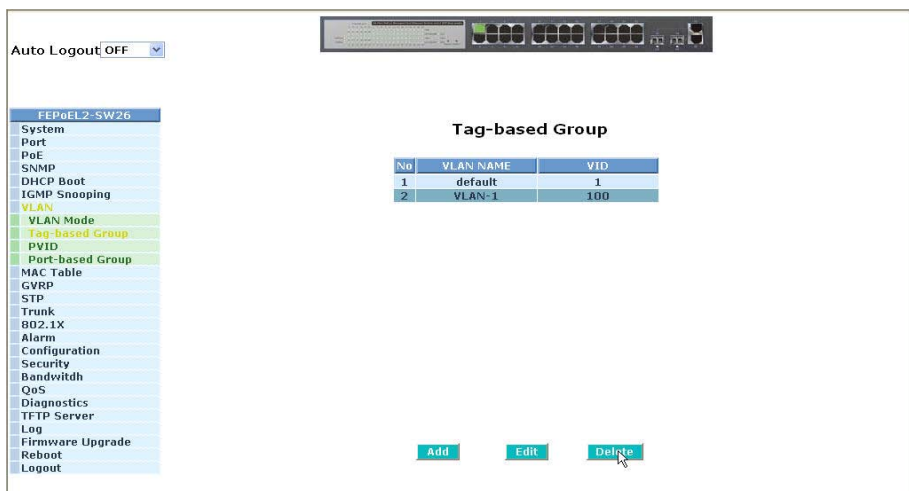 Auto Logout OFF
FEPoEL2-SW26
System
Port
PoE
SNMP
DHCP Boot
IGMP Snooping
VLAN
VLAN Mode
Tag-based Group
PVID
Port-based Group
MAC Table
GVRP
STP
Trunk
802.1X
Alarm
Configuration
Security
Bandwitdh
QoS
Diagnostics
TFTP Server
Log
Firmware Upgrade
Reboot
Logout
Tag-based Group
No VLAN NAME VID
1 default 1
2 VLAN-1 100
Add Edit Delete